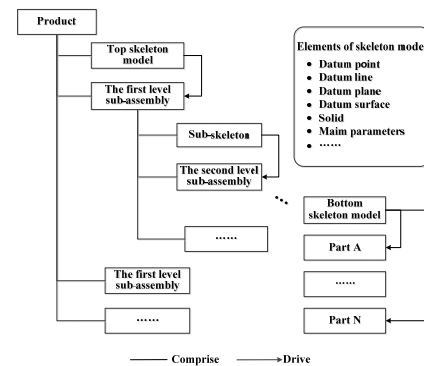 Product
Top skeleton
model
The first level
sub-assembly
Sub-skeleton
The second level
sub-assembly
……
The first level
sub-assembly
……
Elements of skeleton model
• Datum point
• Datum line
• Datum plane
• Datum surface
• Solid
• Maim parameters
• ……
Bottom
skeleton model
Part A
……
Part N
Comprise
Drive